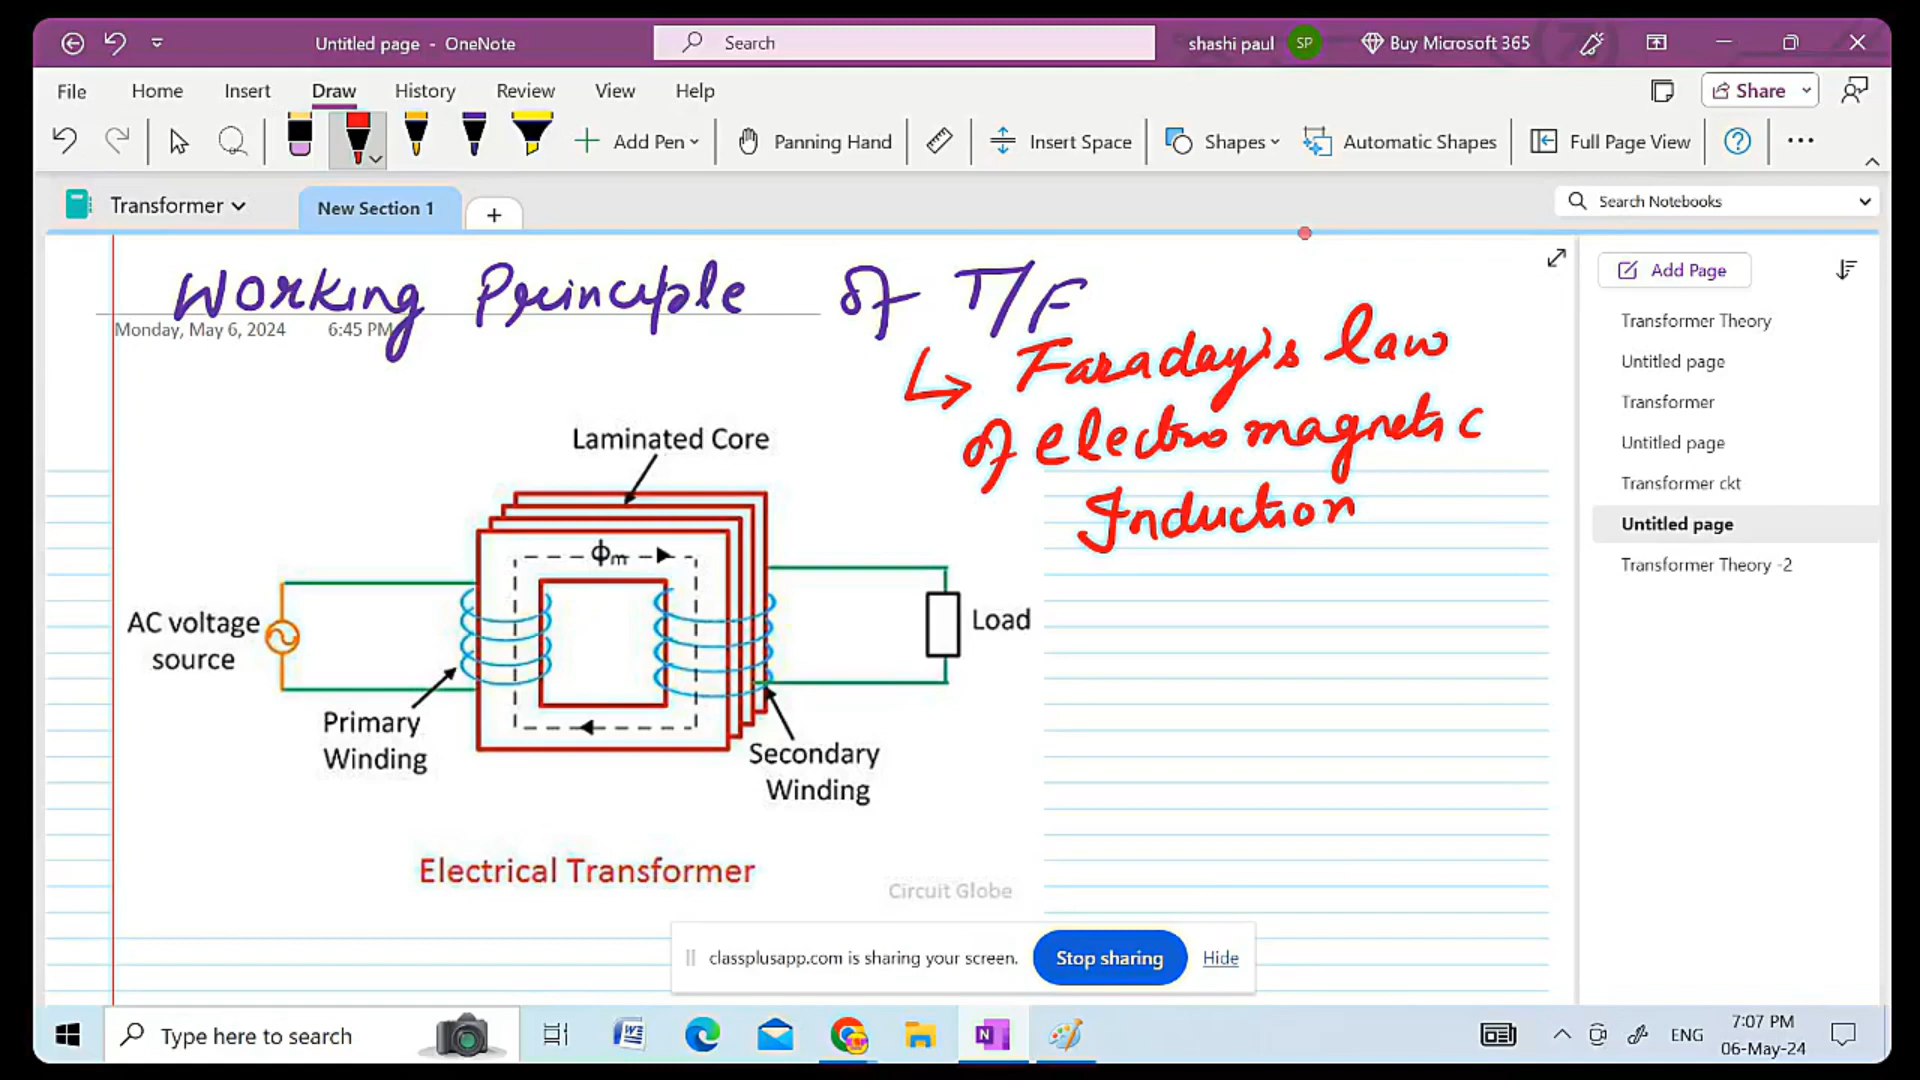 Untitled page - OneNote
Search
shashi paul SP
Buy Microsoft 365
File Home Insert Draw History Review View Help
Share
Add Pen
Panning Hand
Insert Space
Shapes
Automatic Shapes
Full Page View
Transformer
New Section 1
Search Notebooks
Working Principle of T/F
Monday, May 6, 2024 6:45 PM
Faraday's law
of electromagnetic
Induction
Laminated Core
ɸm
AC voltage
source
Load
Primary
Winding
Secondary
Winding
Electrical Transformer
Circuit Globe
Add Page
Transformer Theory
Untitled page
Transformer
Untitled page
Transformer ckt
Untitled page
Transformer Theory -2
classplusapp.com is sharing your screen.
Stop sharing
Hide
Type here to search
ENG
7:07 PM
06-May-24